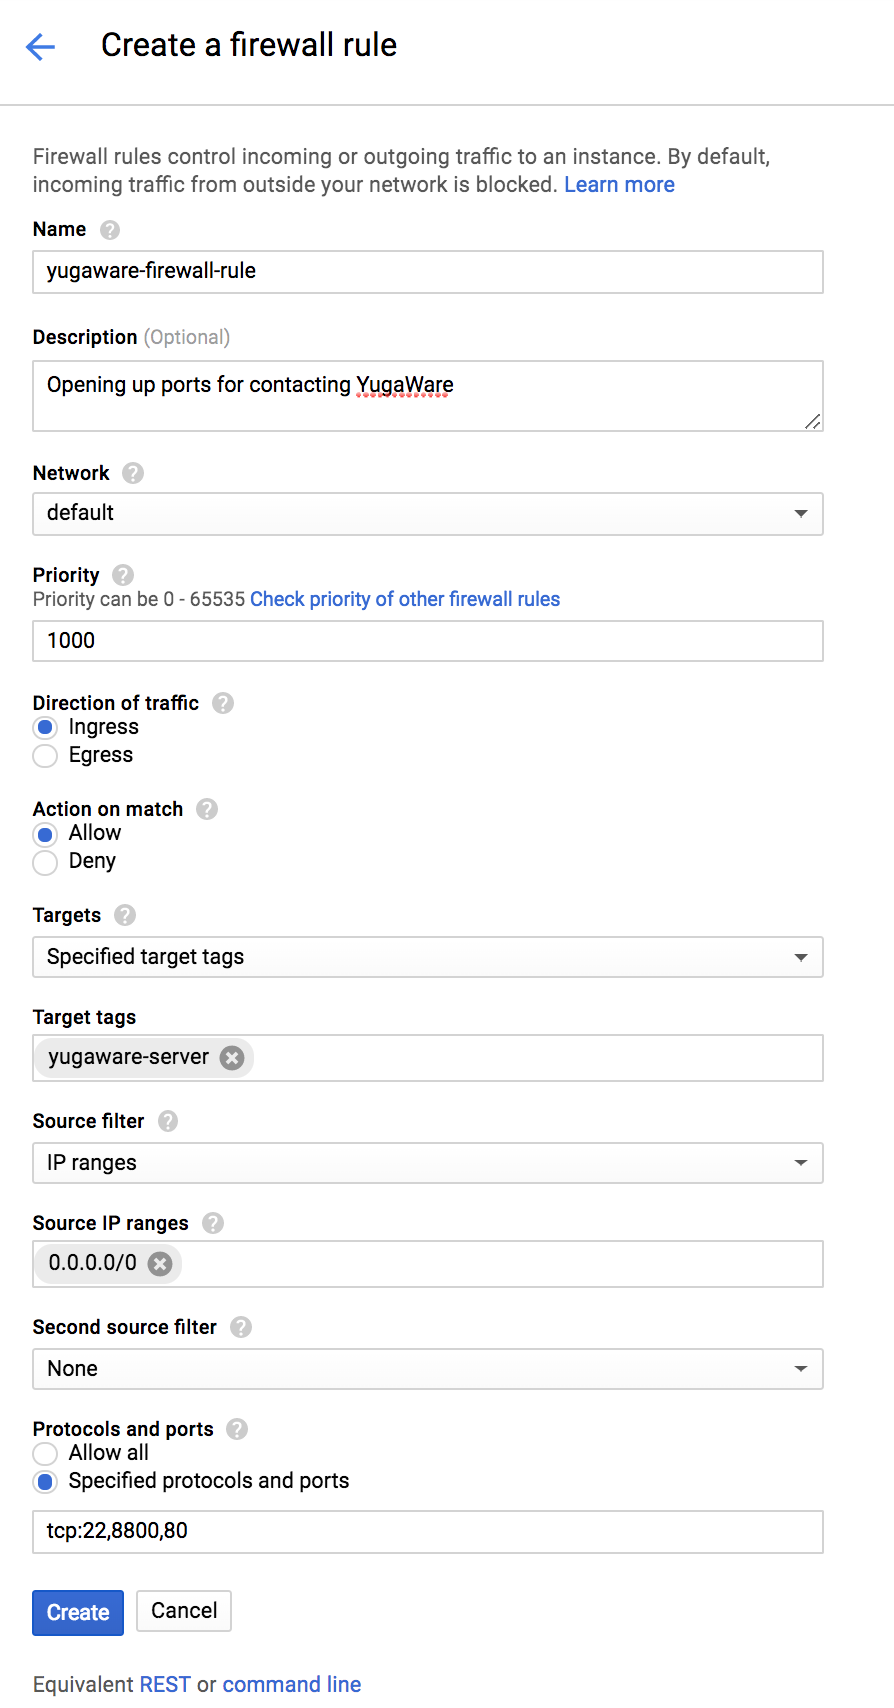 Create a firewall rule
Firewall rules control incoming or outgoing traffic to an instance. By default,
incoming traffic from outside your network is blocked. Learn more
Name
yugaware-firewall-rule
Description (Optional)
Opening up ports for contacting YugaWare
Network
default
Priority
Priority can be 0 - 65535 Check priority of other firewall rules
1000
Direction of traffic
Ingress
Egress
Action on match
Allow
Deny
Targets
Specified target tags
Target tags
yugaware-server
Source filter
IP ranges
Source IP ranges
0.0.0.0/0
Second source filter
None
Protocols and ports
Allow all
Specified protocols and ports
tcp:22,8800,80
Create Cancel
Equivalent REST or command line